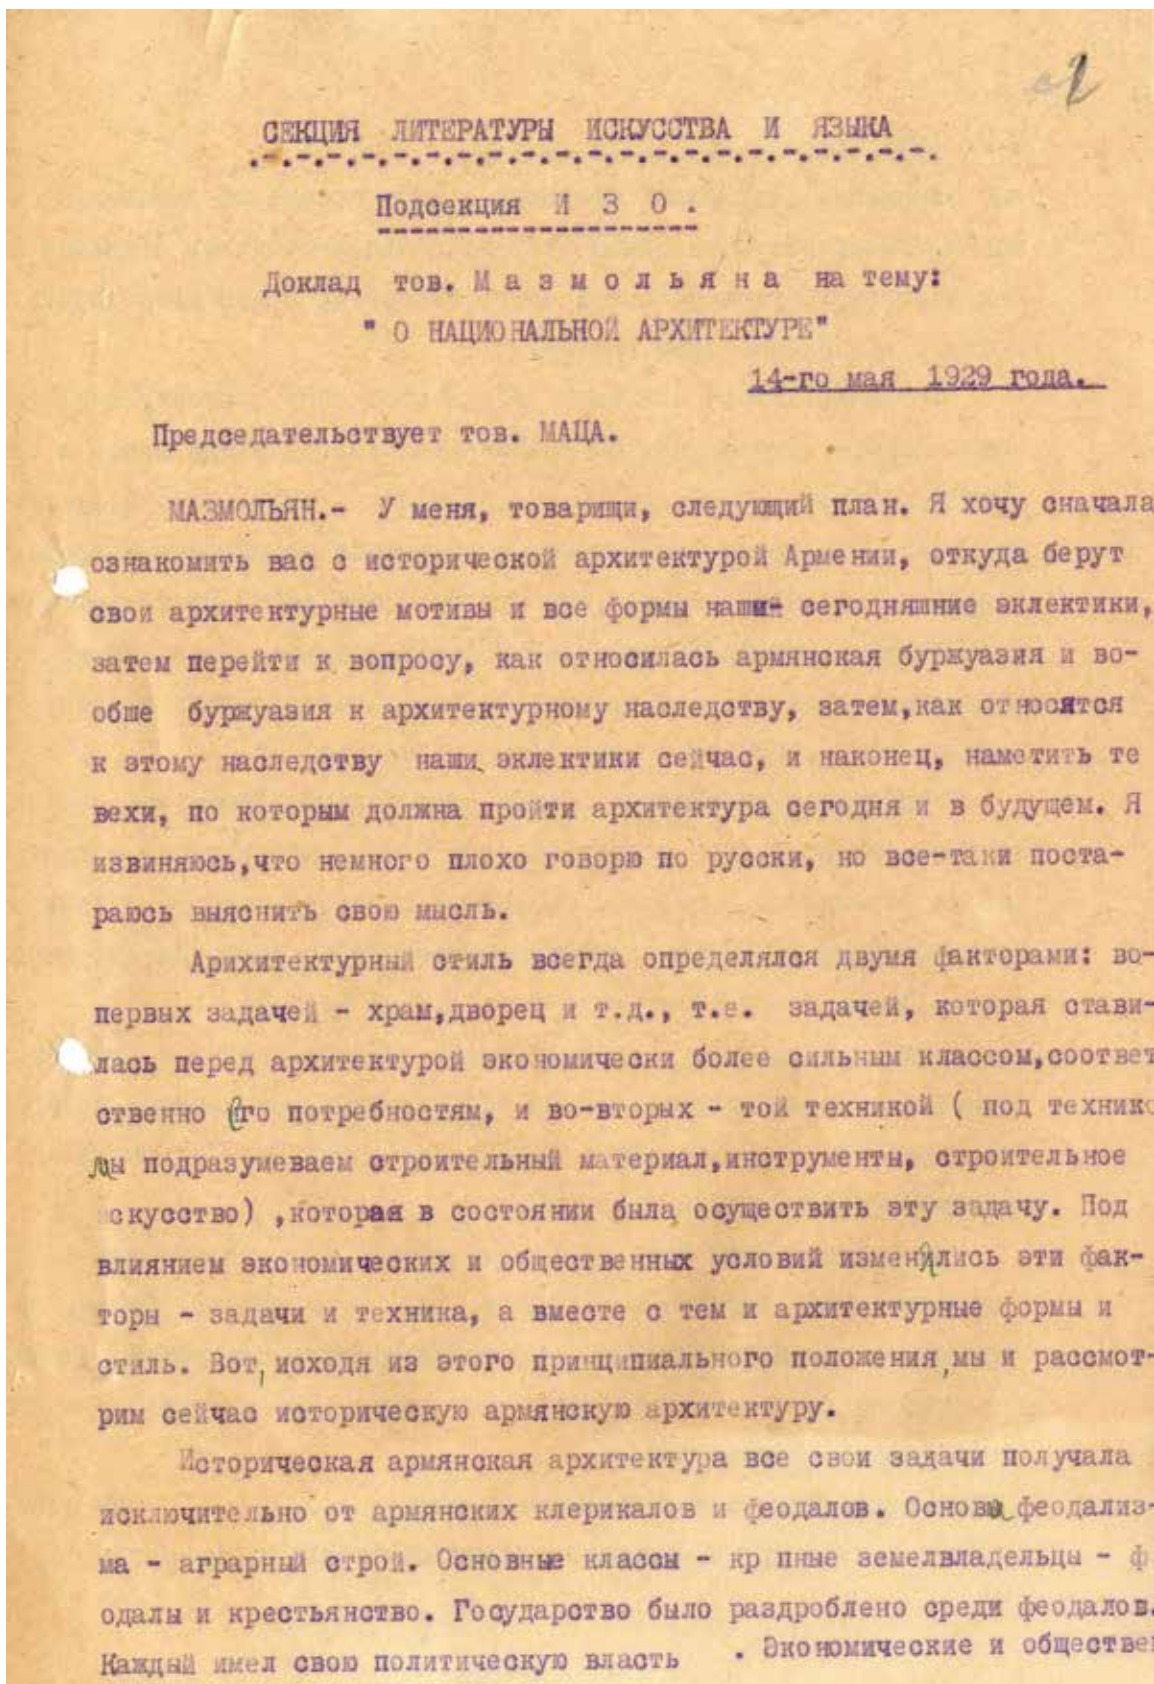 2
СЕКЦИЯ ЛИТЕРАТУРЫ ИСКУССТВА И ЯЗЫКА
Подсекция И З О .
Доклад тов. М а з м о л ь я н а на тему:
" О НАЦИОНАЛЬНОЙ АРХИТЕКТУРЕ"
14-го мая 1929 года.
Председательствует тов. МАЦА.
МАЗМОЛЬЯН.- У меня, товарищи, следующий план. Я хочу сначала
ознакомить вас с исторической архитектурой Армении, откуда берут
свои архитектурные мотивы и все формы наши сегодняшние эклектики,
затем перейти к вопросу, как относилась армянская буржуазия и во-
обше буржуазия к архитектурному наследству, затем,как относятся
к этому наследству наши эклектики сейчас, и наконец, наметить те
вехи, по которым должна пройти архитектура сегодня и в будущем. Я
извиняюсь,что немного плохо говорю по русски, но все-таки поста-
раюсь выяснить свою мысль.
Арихитектурный стиль всегда определялся двумя факторами: во-
первых задачей - храм,дворец и т.д., т.е. задачей, которая стави-
лась перед архитектурой экономически более сильным классом,соответ
ственно его потребностям, и во-вторых - той техникой ( под технико
мы подразумеваем строительный материал,инструменты, строительное
искусство) ,которая в состоянии была осуществить эту задачу. Под
влиянием экономических и общественных условий изменялись эти фак-
торы - задачи и техника, а вместе с тем и архитектурные формы и
стиль. Вот, исходя из этого принципиального положения, мы и рассмот-
рим сейчас историческую армянскую архитектуру.
Историческая армянская архитектура все свои задачи получала
исключительно от армянских клерикалов и феодалов. Основа феодализ-
ма - аграрный строй. Основные классы - кр пные земелвладельцы - ф
одалы и крестьянство. Государство было раздроблено среди феодалов.
Каждый имел свою политическую власть . Экономические и обществен